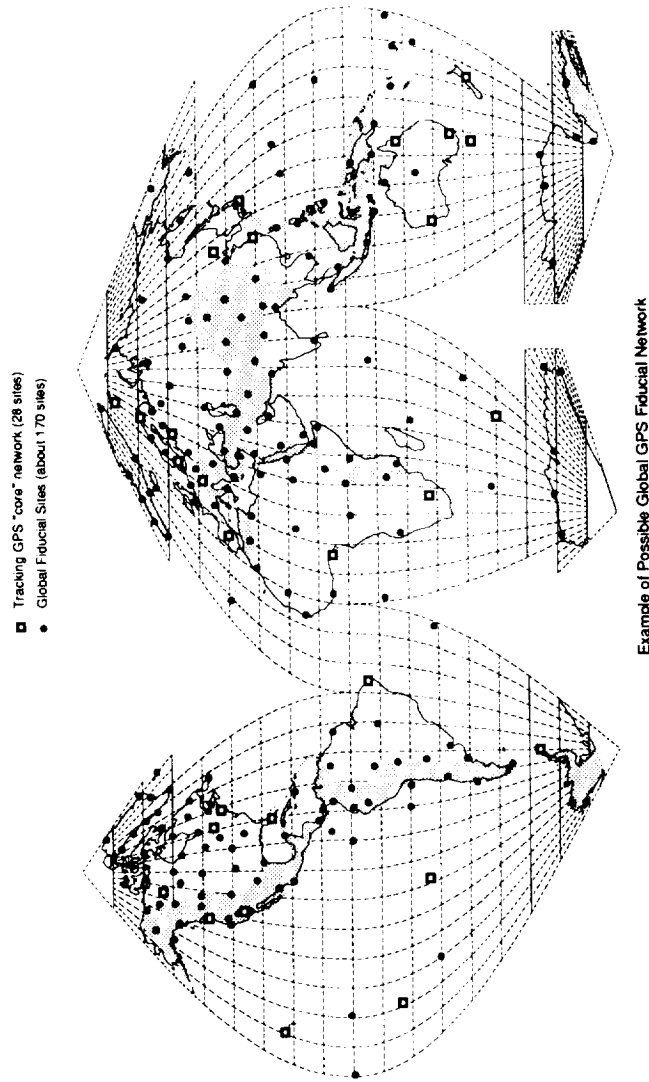 Tracking GPS "core" network (28 sites)
Global Fiducial Sites (about 170 sites)
Example of Possible Global GPS Fiducial Network